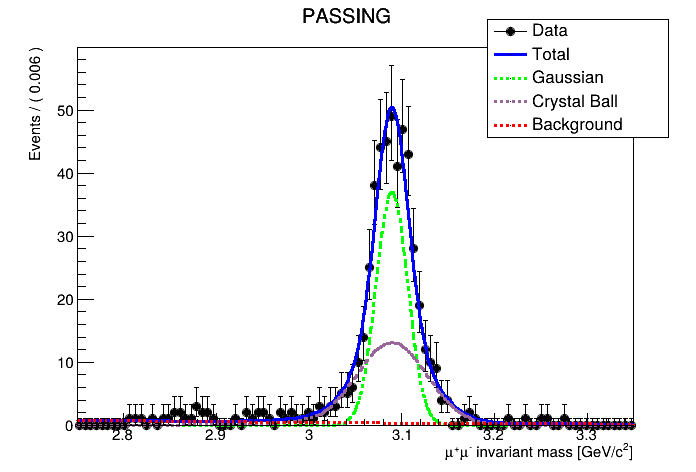 PASSING
Data
Total
Gaussian
Crystal Ball
Background
Events / ( 0.006 )
50
40
30
20
10
0
2.8 2.9 3 3.1 3.2 3.3
μ⁺μ⁻ invariant mass [GeV/c²]